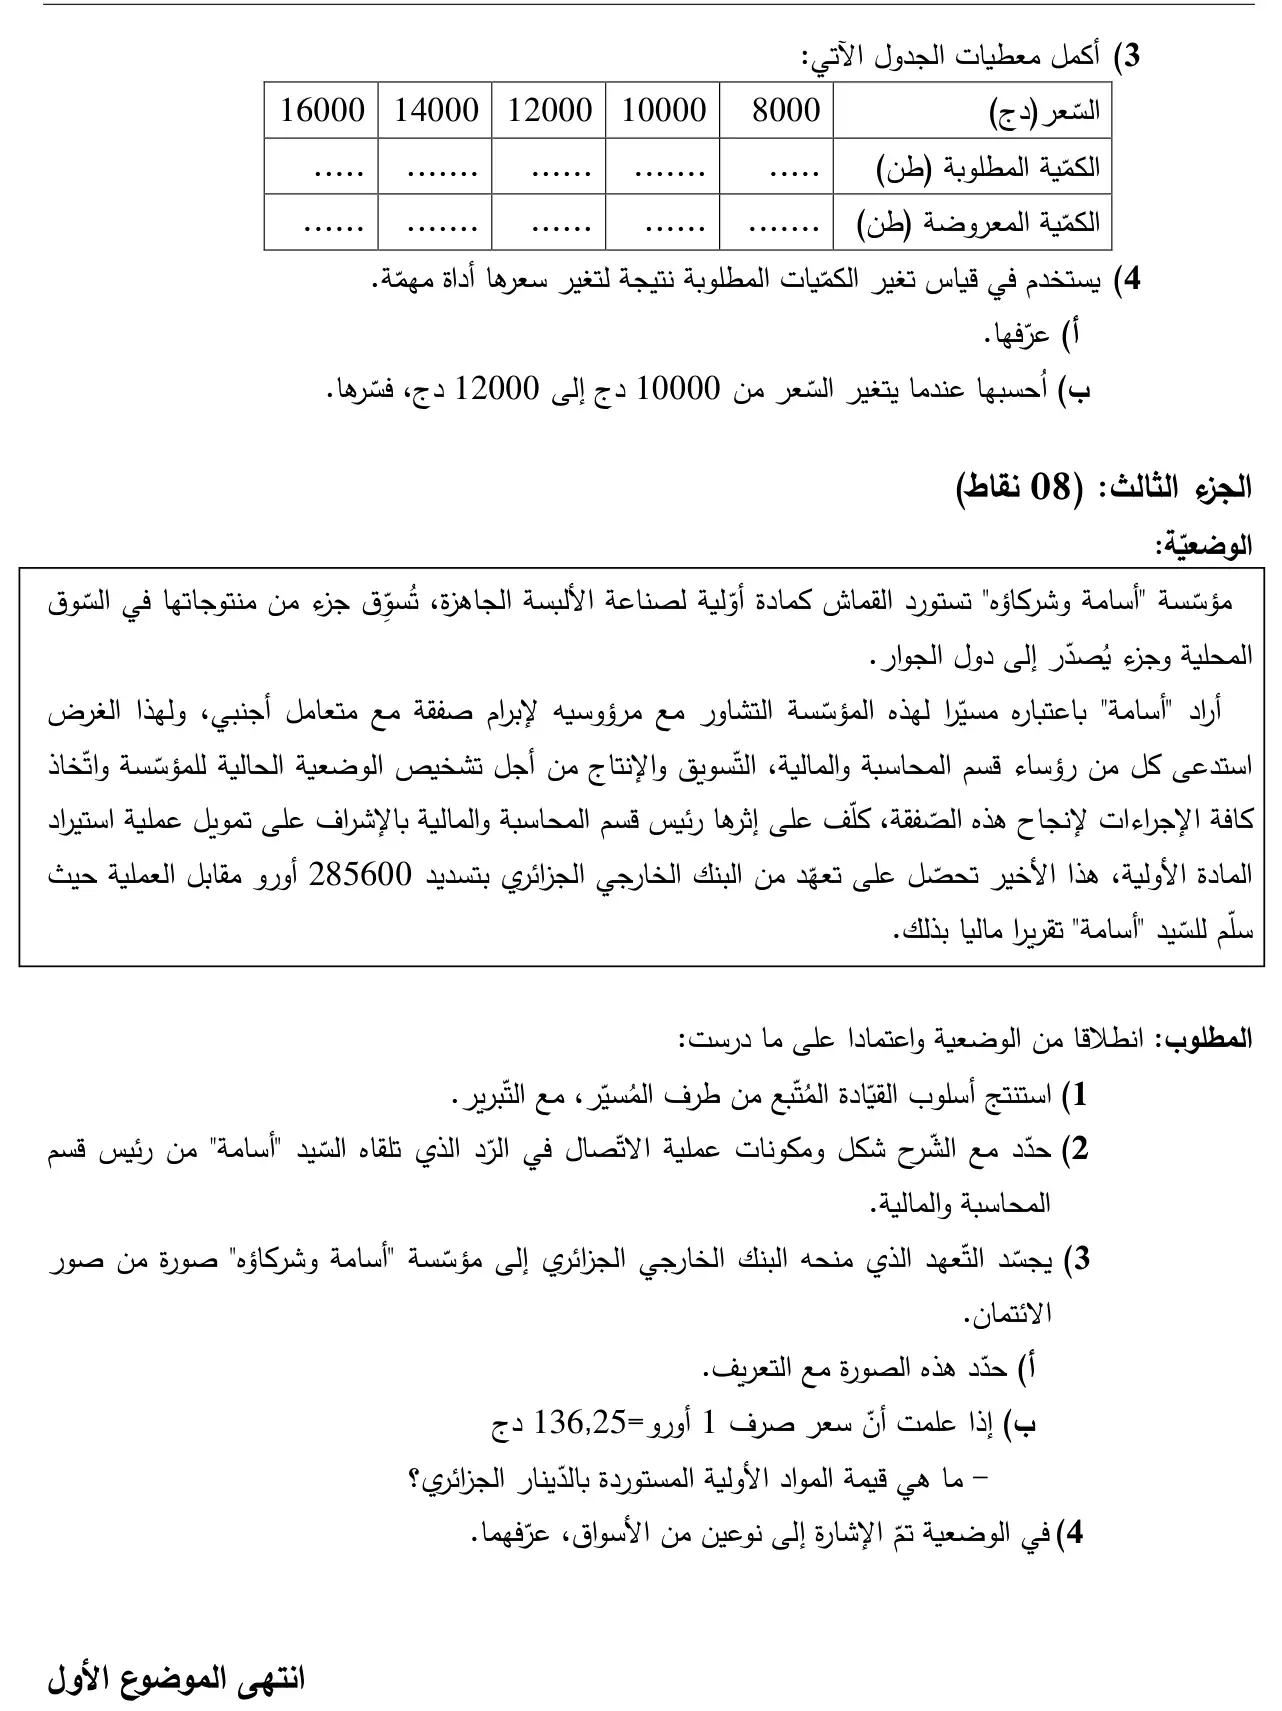 3) أكمل معطيات الجدول الآتي:
السّعر (دج) 8000 10000 12000 14000 16000
الكمّية المطلوبة (طن) ..... ....... ...... ....... .....
الكمّية المعروضة (طن) ....... ...... ...... ....... ......
4) يستخدم في قياس تغير الكمّيات المطلوبة نتيجة لتغير سعرها أداة مهمّة.
أ) عرّفها.
ب) اُحسبها عندما يتغير السّعر من 10000 دج إلى 12000 دج، فسّرها.
الجزء الثالث: (08 نقاط)
الوضعيّة:
مؤسّسة "أسامة وشركاؤه" تستورد القماش كمادة أوّلية لصناعة الألبسة الجاهزة، تُسوِّق جزء من منتوجاتها في السّوق
المحلية وجزء يُصدّر إلى دول الجوار.
أراد "أسامة" باعتباره مسيّرا لهذه المؤسّسة التشاور مع مرؤوسيه لإبرام صفقة مع متعامل أجنبي، ولهذا الغرض
استدعى كل من رؤساء قسم المحاسبة والمالية، التّسويق والإنتاج من أجل تشخيص الوضعية الحالية للمؤسّسة واتّخاذ
كافة الإجراءات لإنجاح هذه الصّفقة، كلّف على إثرها رئيس قسم المحاسبة والمالية بالإشراف على تمويل عملية استيراد
المادة الأولية، هذا الأخير تحصّل على تعهّد من البنك الخارجي الجزائري بتسديد 285600 أورو مقابل العملية حيث
سلّم للسّيد "أسامة" تقريرا ماليا بذلك.
المطلوب: انطلاقا من الوضعية واعتمادا على ما درست:
1) استنتج أسلوب القيّادة المُتّبع من طرف المُسيّر، مع التّبرير.
2) حدّد مع الشّرح شكل ومكونات عملية الاتّصال في الرّد الذي تلقاه السّيد "أسامة" من رئيس قسم
المحاسبة والمالية.
3) يجسّد التّعهد الذي منحه البنك الخارجي الجزائري إلى مؤسّسة "أسامة وشركاؤه" صورة من صور
الائتمان.
أ) حدّد هذه الصورة مع التعريف.
ب) إذا علمت أنّ سعر صرف 1 أورو=136,25 دج
– ما هي قيمة المواد الأولية المستوردة بالدّينار الجزائري؟
4) في الوضعية تمّ الإشارة إلى نوعين من الأسواق، عرّفهما.
انتهى الموضوع الأول